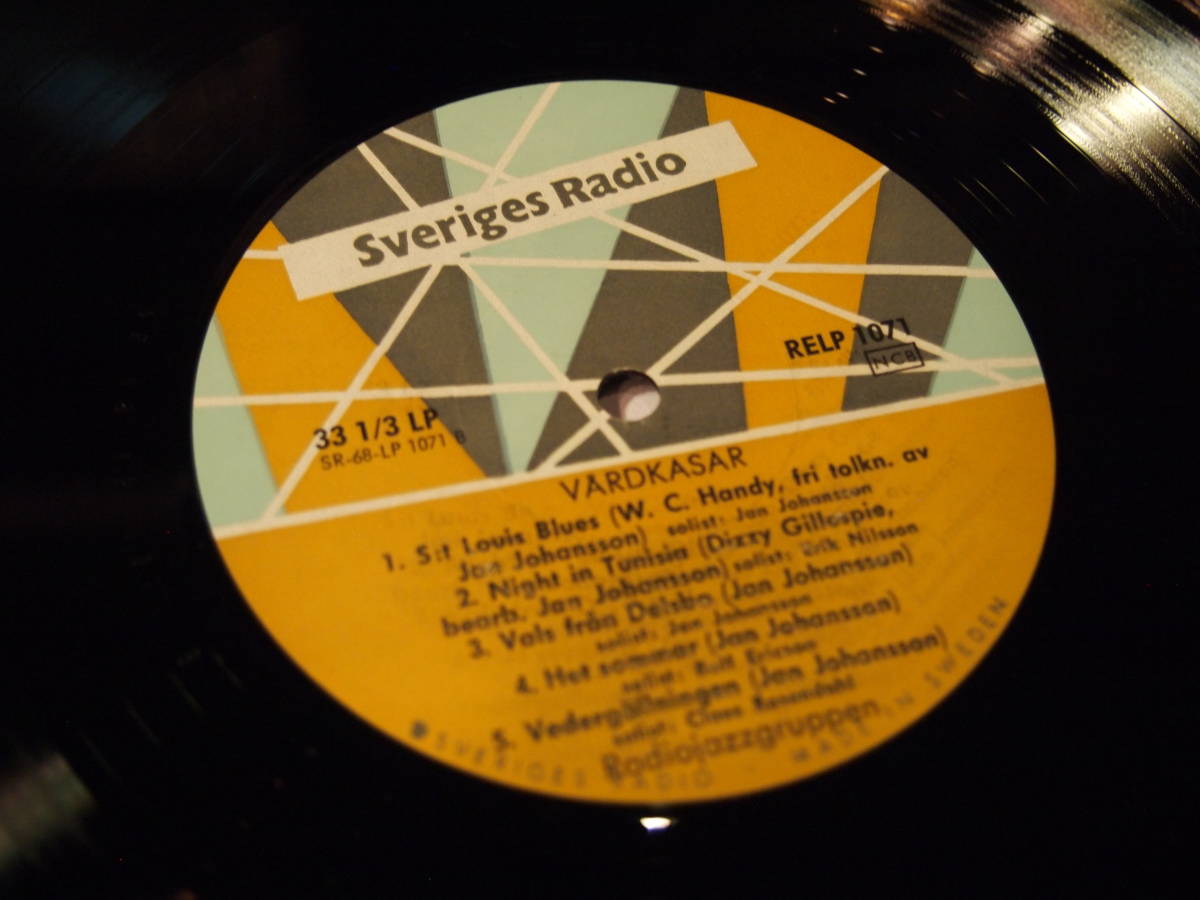 Sveriges Radio
RELP 1071
NCB
33 1/3 LP
SR-68-LP 1071 B
VÅRDKASAR
1. S:t Louis Blues (W. C. Handy, fri tolkn. av
Jan Johansson) solist: Jan Johansson
2. Night in Tunisia (Dizzy Gillespie,
bearb. Jan Johansson) solist: Erik Nilsson
3. Vals från Delsbo (Jan Johansson)
solist: Jan Johansson
4. Het sommar (Jan Johansson)
solist: Rolf Ericson
5. Vedergällningen (Jan Johansson)
solist: Claes Rosendahl
Radiojazzgruppen
SVERIGES RADIO - MADE IN SWEDEN